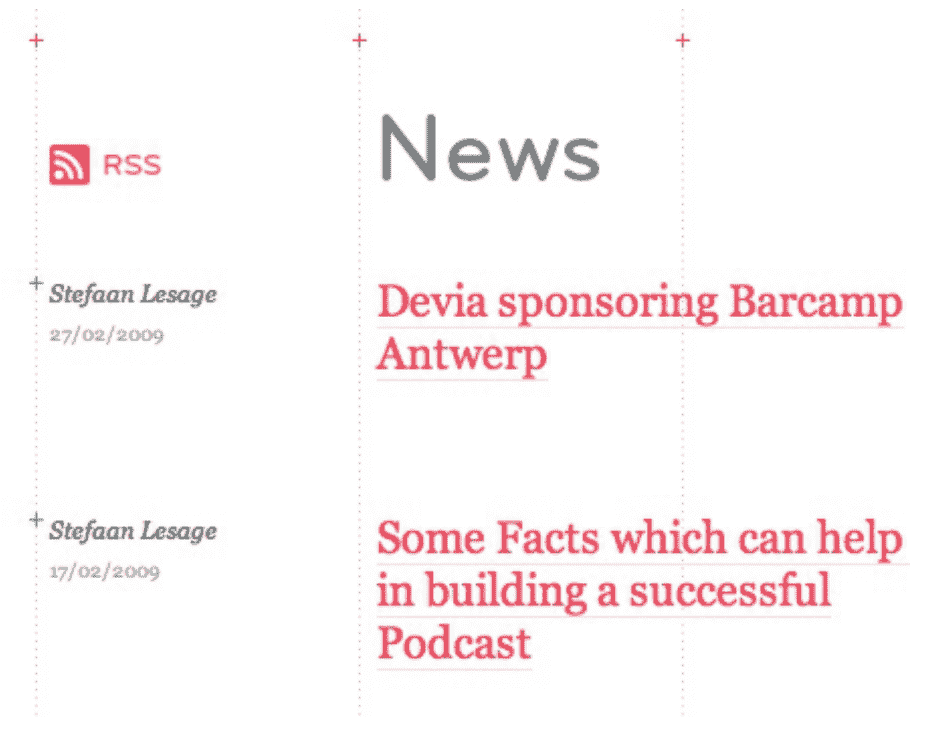 RSS
News
Stefaan Lesage
27/02/2009
Devia sponsoring Barcamp
Antwerp
Stefaan Lesage
17/02/2009
Some Facts which can help
in building a successful
Podcast